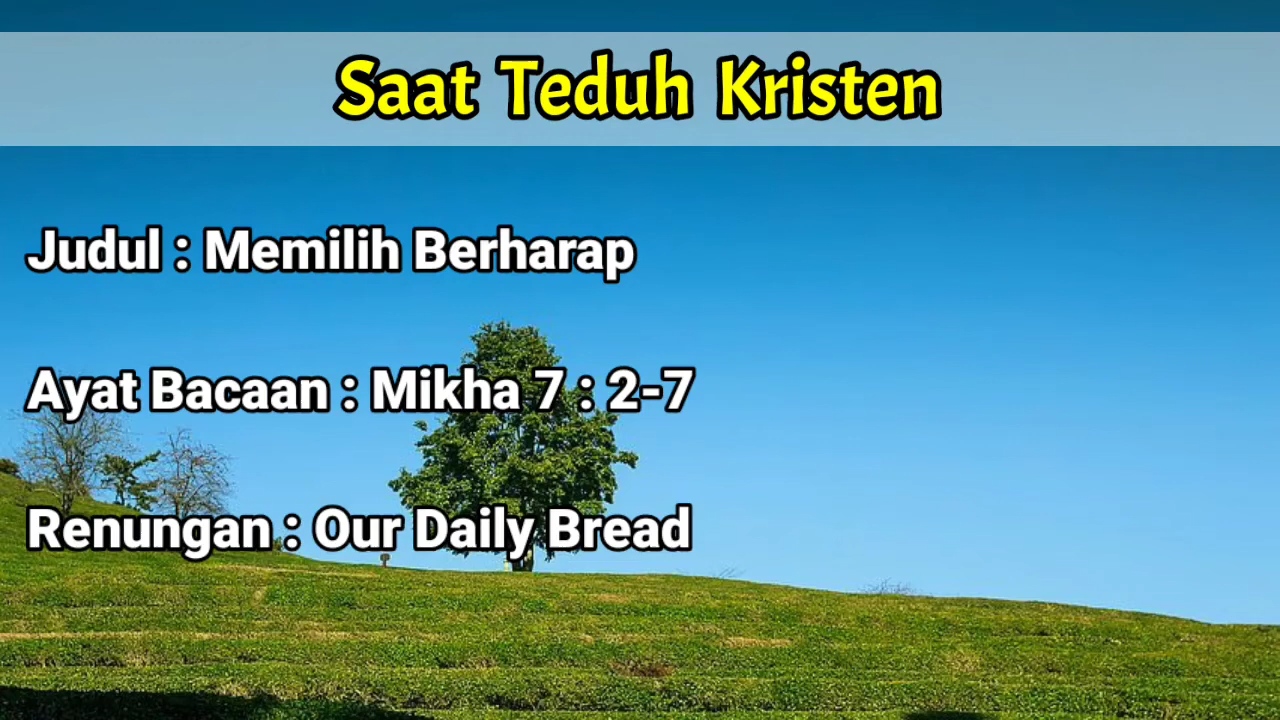 Saat Teduh Kristen
Judul : Memilih Berharap
Ayat Bacaan : Mikha 7 : 2-7
Renungan : Our Daily Bread